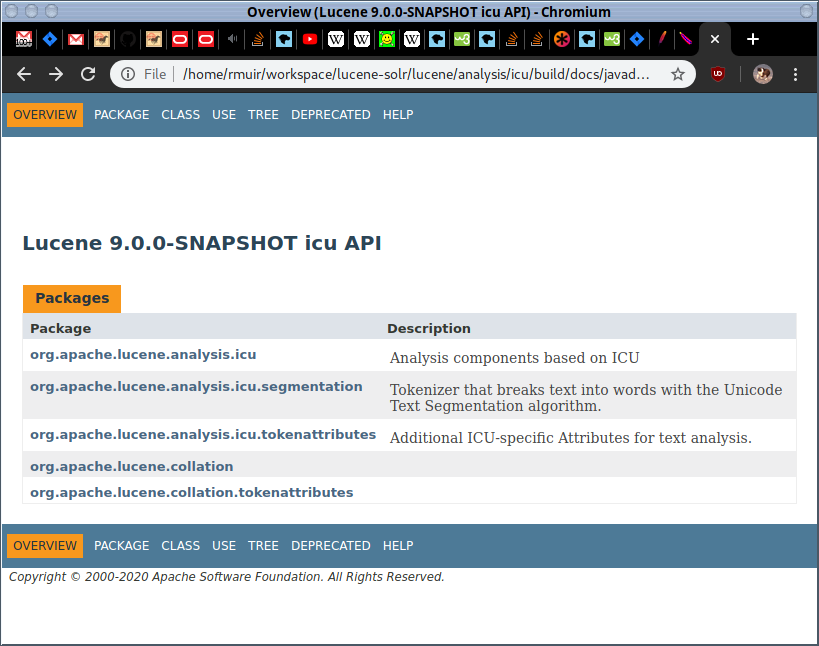 Overview (Lucene 9.0.0-SNAPSHOT icu API) - Chromium
100+ W W w3 W w3 w3
File /home/rmuir/workspace/lucene-solr/lucene/analysis/icu/build/docs/javad…
OVERVIEW PACKAGE CLASS USE TREE DEPRECATED HELP
Lucene 9.0.0-SNAPSHOT icu API
Packages
Package Description
org.apache.lucene.analysis.icu Analysis components based on ICU
org.apache.lucene.analysis.icu.segmentation Tokenizer that breaks text into words with the Unicode
Text Segmentation algorithm.
org.apache.lucene.analysis.icu.tokenattributes Additional ICU-specific Attributes for text analysis.
org.apache.lucene.collation
org.apache.lucene.collation.tokenattributes
OVERVIEW PACKAGE CLASS USE TREE DEPRECATED HELP
Copyright © 2000-2020 Apache Software Foundation. All Rights Reserved.